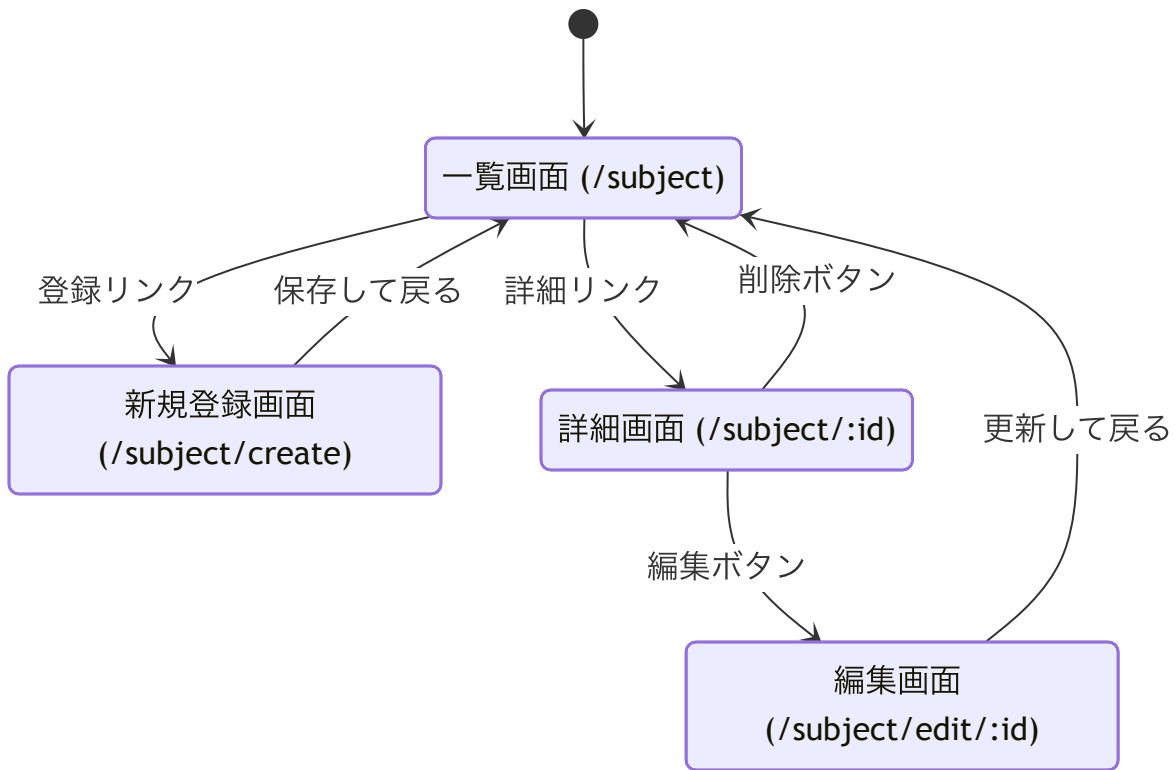 一覧画面 (/subject)
登録リンク
保存して戻る
詳細リンク
削除ボタン
新規登録画面
(/subject/create)
詳細画面 (/subject/:id)
更新して戻る
編集ボタン
編集画面
(/subject/edit/:id)